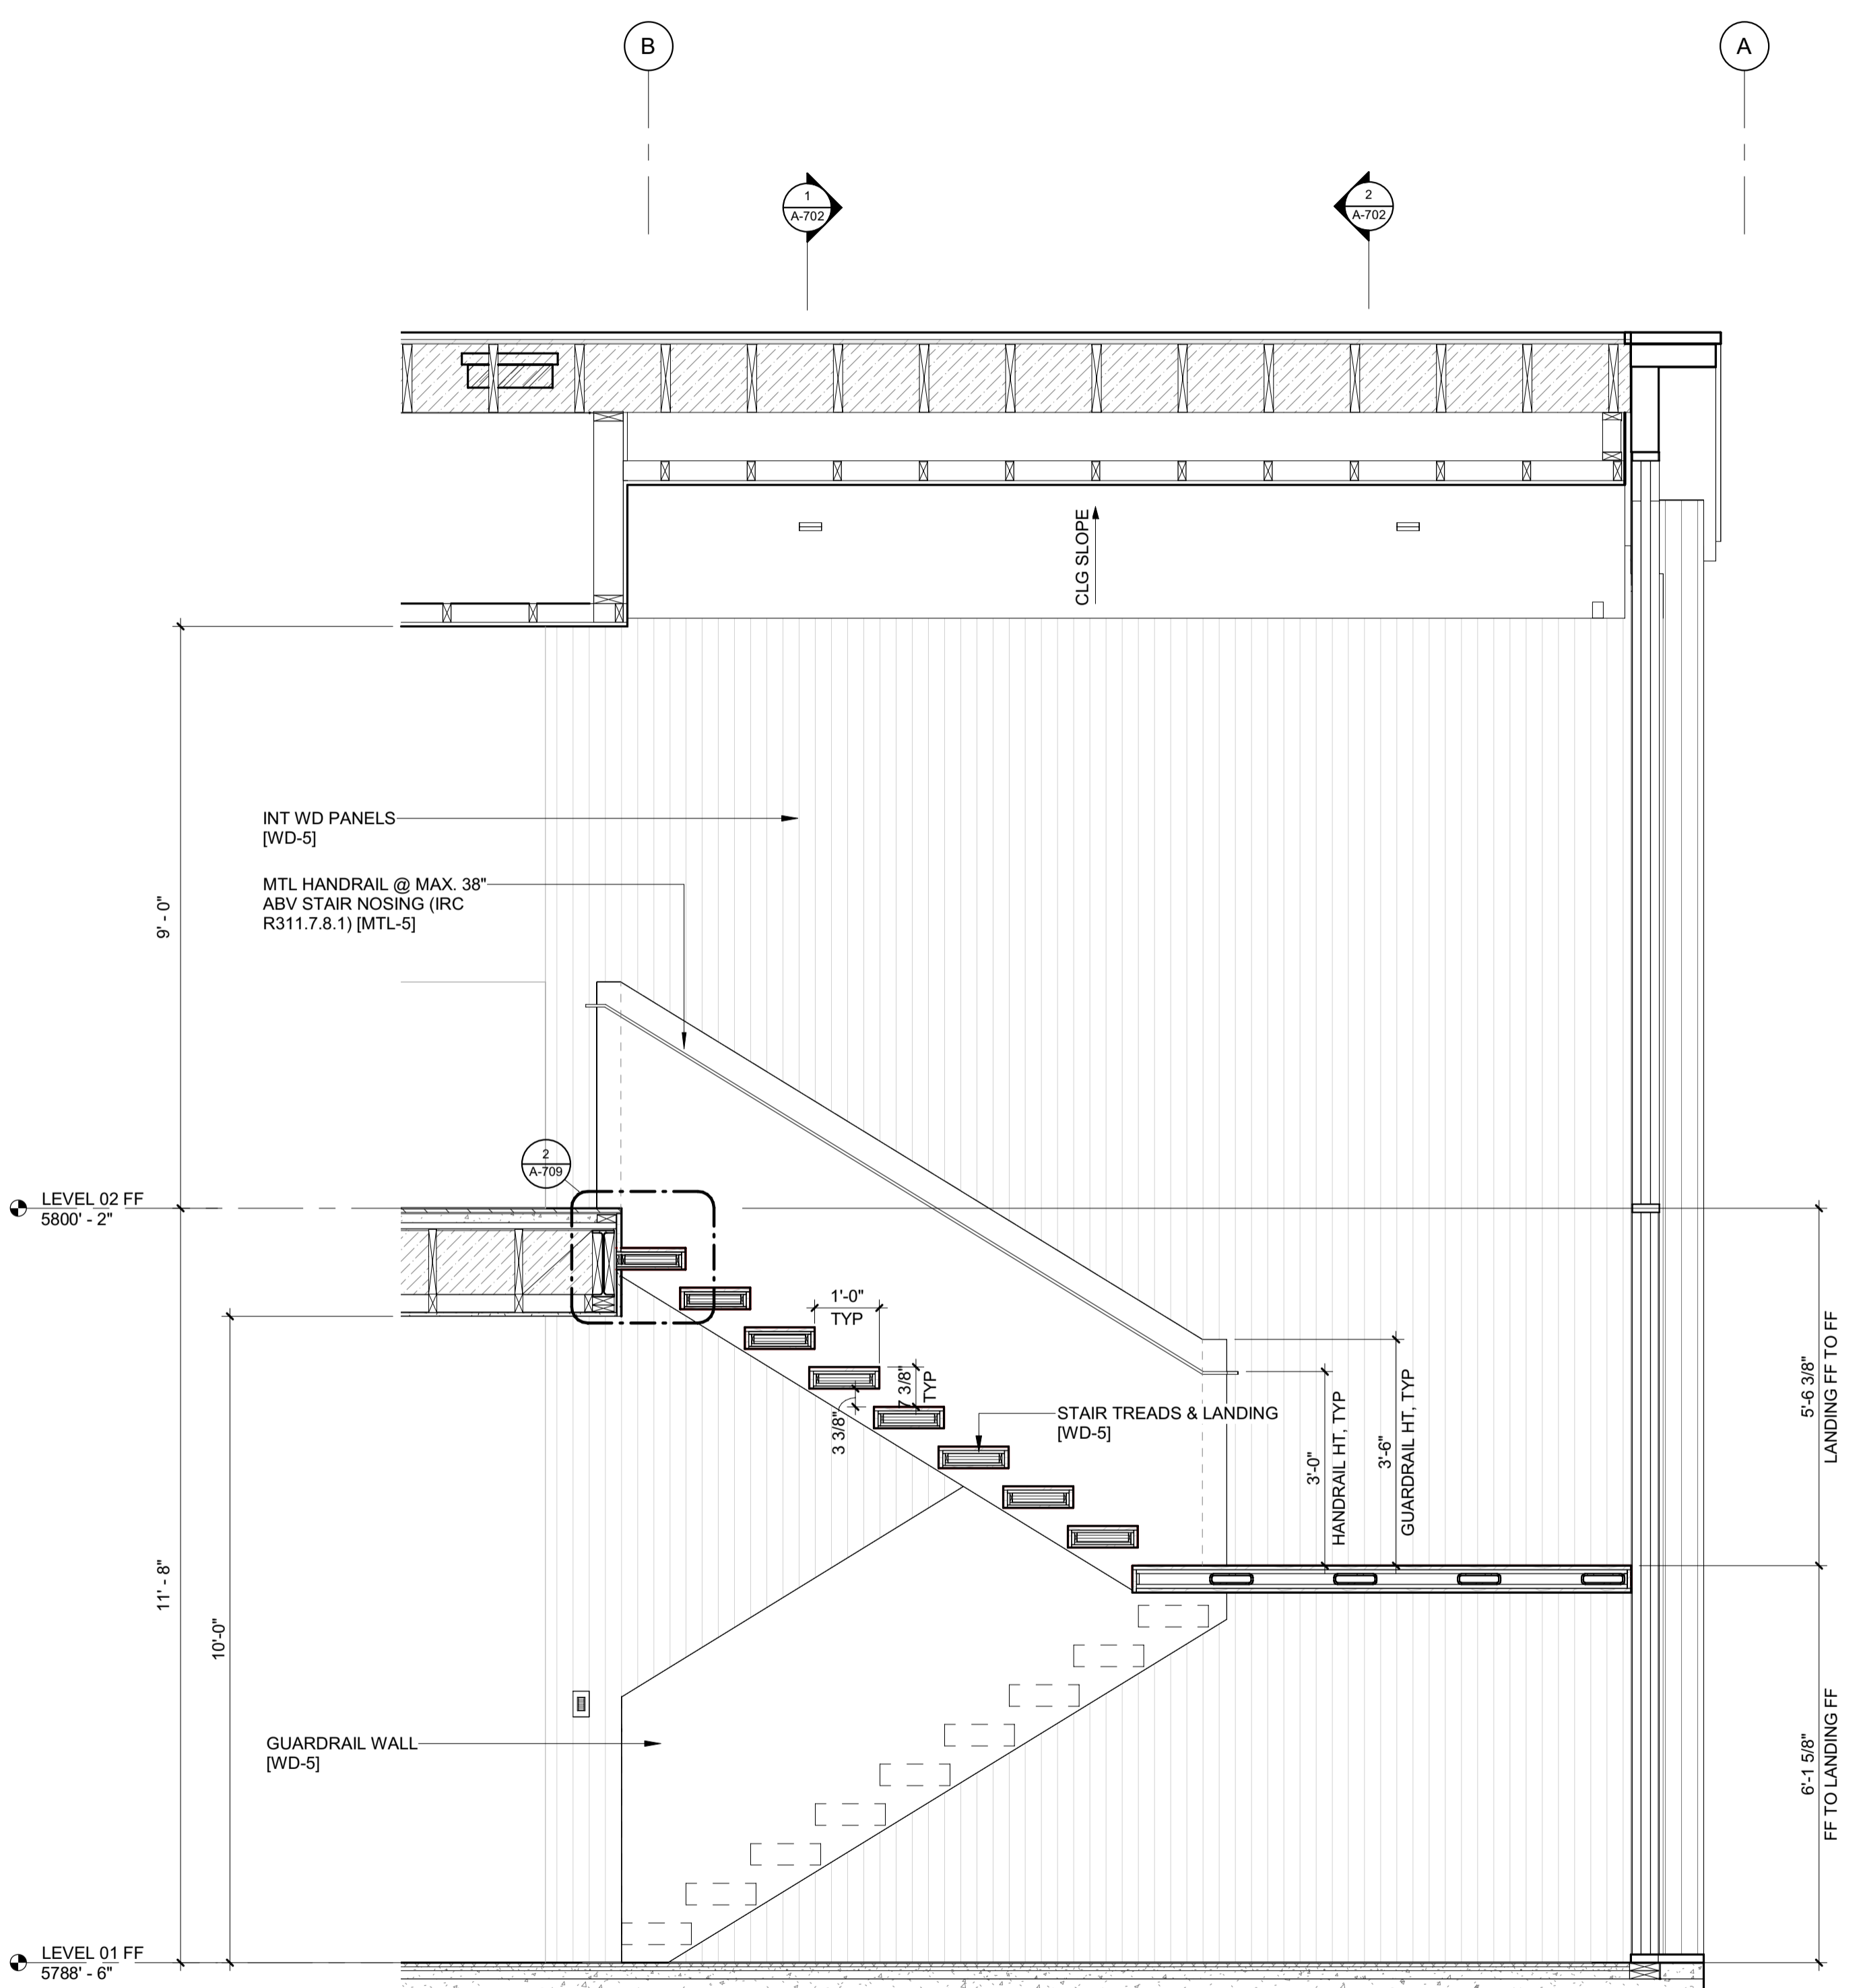 B
A
1
A-702
2
A-702
CLG SLOPE
INT WD PANELS
[WD-5]
MTL HANDRAIL @ MAX. 38"
ABV STAIR NOSING (IRC
R311.7.8.1) [MTL-5]
9' - 0"
2
A-709
LEVEL 02 FF
5800' - 2"
1'-0"
TYP
7 3/8"
TYP
3 3/8"
STAIR TREADS & LANDING
[WD-5]
3'-0"
HANDRAIL HT, TYP
3'-6"
GUARDRAIL HT, TYP
5'-6 3/8"
LANDING FF TO FF
11' - 8"
10'-0"
GUARDRAIL WALL
[WD-5]
6'-1 5/8"
FF TO LANDING FF
LEVEL 01 FF
5788' - 6"